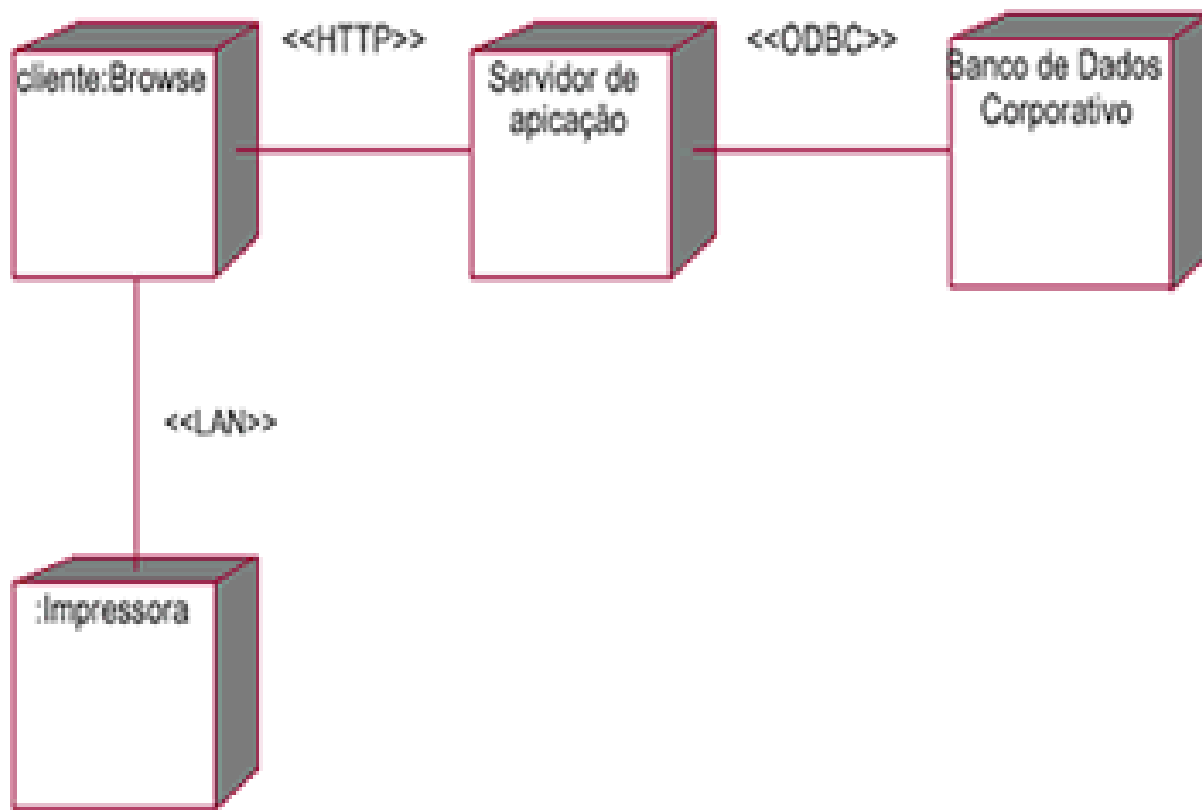 <<HTTP>>
<<ODBC>>
cliente:Browse
Servidor de
apicação
Banco de Dados
Corporativo
<<LAN>>
:Impressora